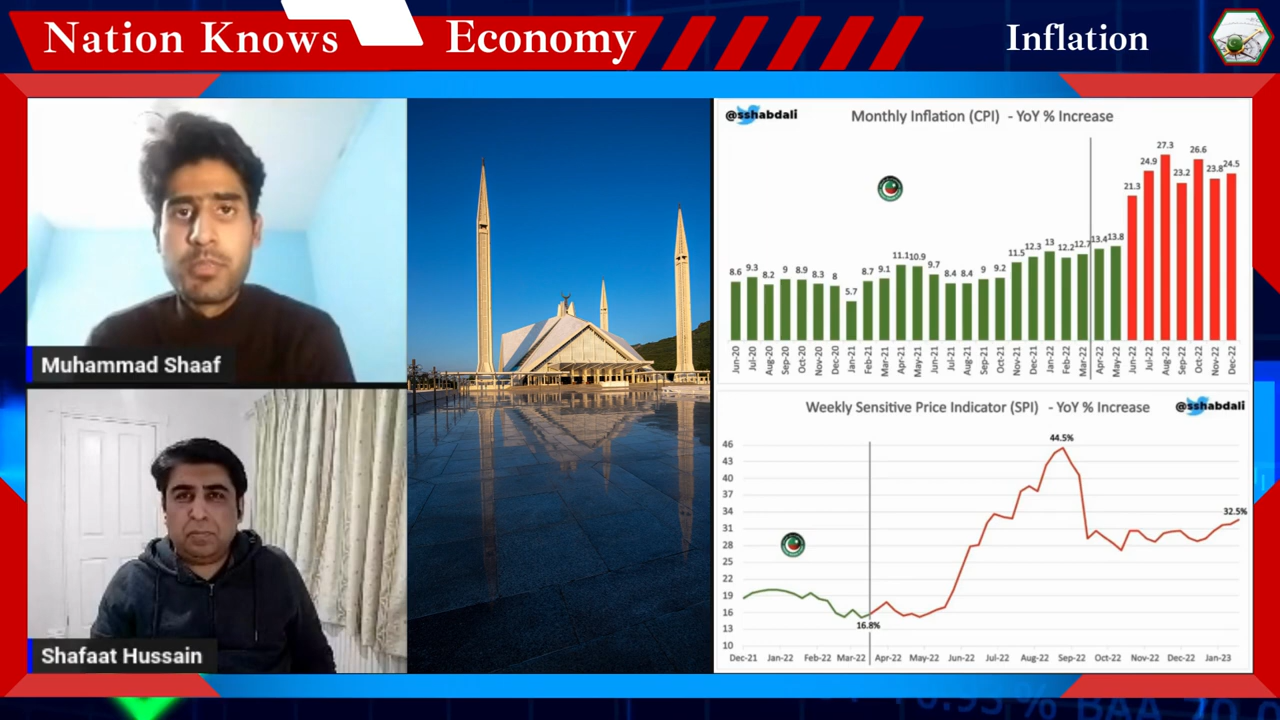 Nation Knows
Economy
Inflation
Muhammad Shaaf
Shafaat Hussain
@sshabdali
Monthly Inflation (CPI) - YoY % Increase
8.6 9.3 8.2 9 8.9 8.3 8 5.7 8.7 9.1 11.1 10.9 9.7 8.4 8.4 9 9.2 11.5 12.3 13 12.2 12.7 13.4 13.8 21.3 24.9 27.3 23.2 26.6 23.8 24.5
Jun-20 Jul-20 Aug-20 Sep-20 Oct-20 Nov-20 Dec-20 Jan-21 Feb-21 Mar-21 Apr-21 May-21 Jun-21 Jul-21 Aug-21 Sep-21 Oct-21 Nov-21 Dec-21 Jan-22 Feb-22 Mar-22 Apr-22 May-22 Jun-22 Jul-22 Aug-22 Sep-22 Oct-22 Nov-22 Dec-22
Weekly Sensitive Price Indicator (SPI) - YoY % Increase
@sshabdali
46
43
40
37
34
31
28
25
22
19
16
13
10
44.5%
32.5%
16.8%
Dec-21 Jan-22 Feb-22 Mar-22 Apr-22 May-22 Jun-22 Jul-22 Aug-22 Sep-22 Oct-22 Nov-22 Dec-22 Jan-23
% BAA